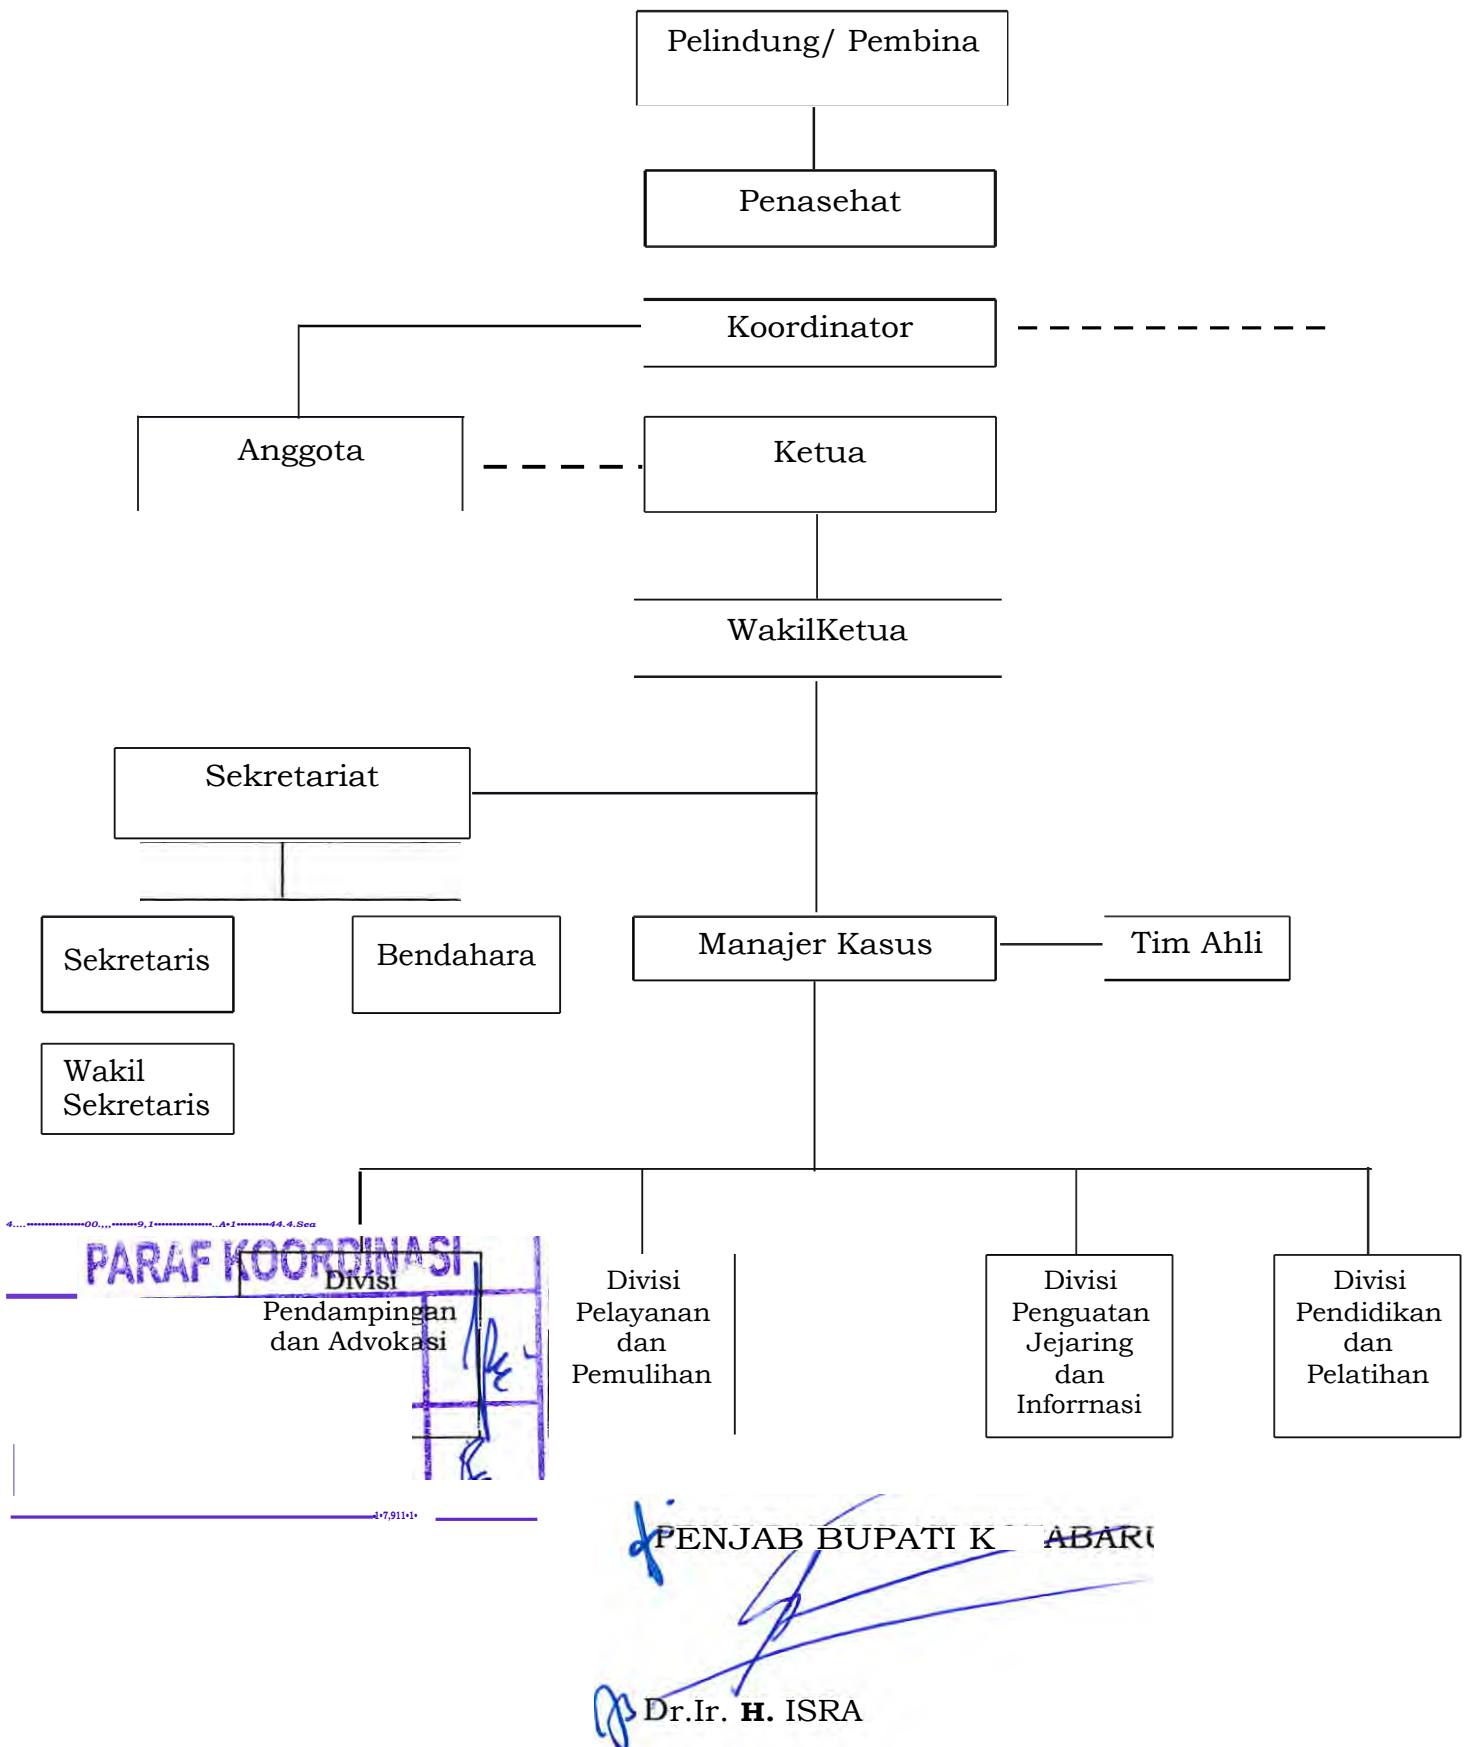 Pelindung/ Pembina
Penasehat
Koordinator
Anggota
Ketua
WakilKetua
Sekretariat
Sekretaris
Bendahara
Manajer Kasus
Tim Ahli
Wakil
Sekretaris
PARAF KOORDINASI
Divisi
Pendampingan
dan Advokasi
Divisi
Pelayanan
dan
Pemulihan
Divisi
Penguatan
Jejaring
dan
Inforrnasi
Divisi
Pendidikan
dan
Pelatihan
PENJAB BUPATI K ABARU
Dr.Ir. H. ISRA